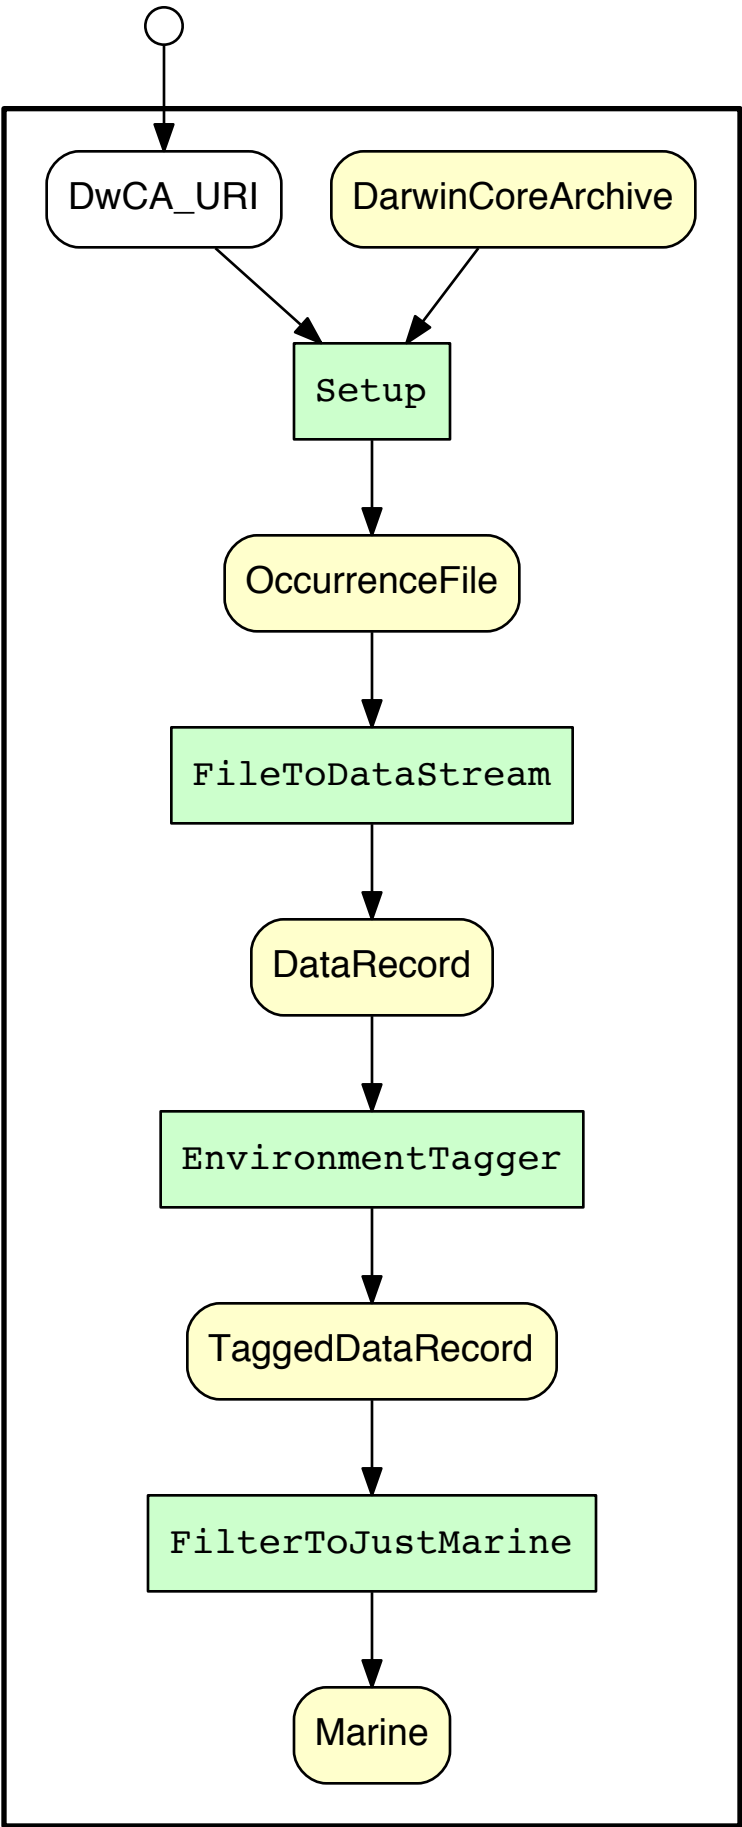 DwCA_URI
DarwinCoreArchive
Setup
OccurrenceFile
FileToDataStream
DataRecord
EnvironmentTagger
TaggedDataRecord
FilterToJustMarine
Marine